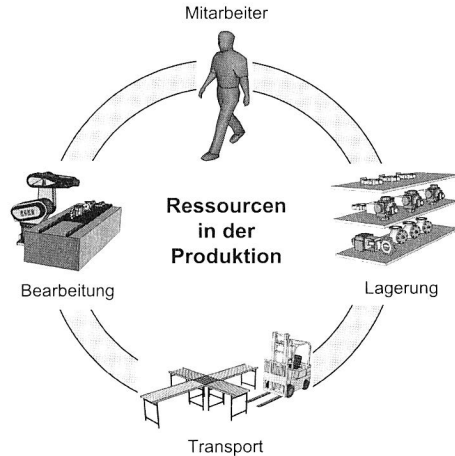 Mitarbeiter
Ressourcen
in der
Produktion
Bearbeitung
Lagerung
Transport